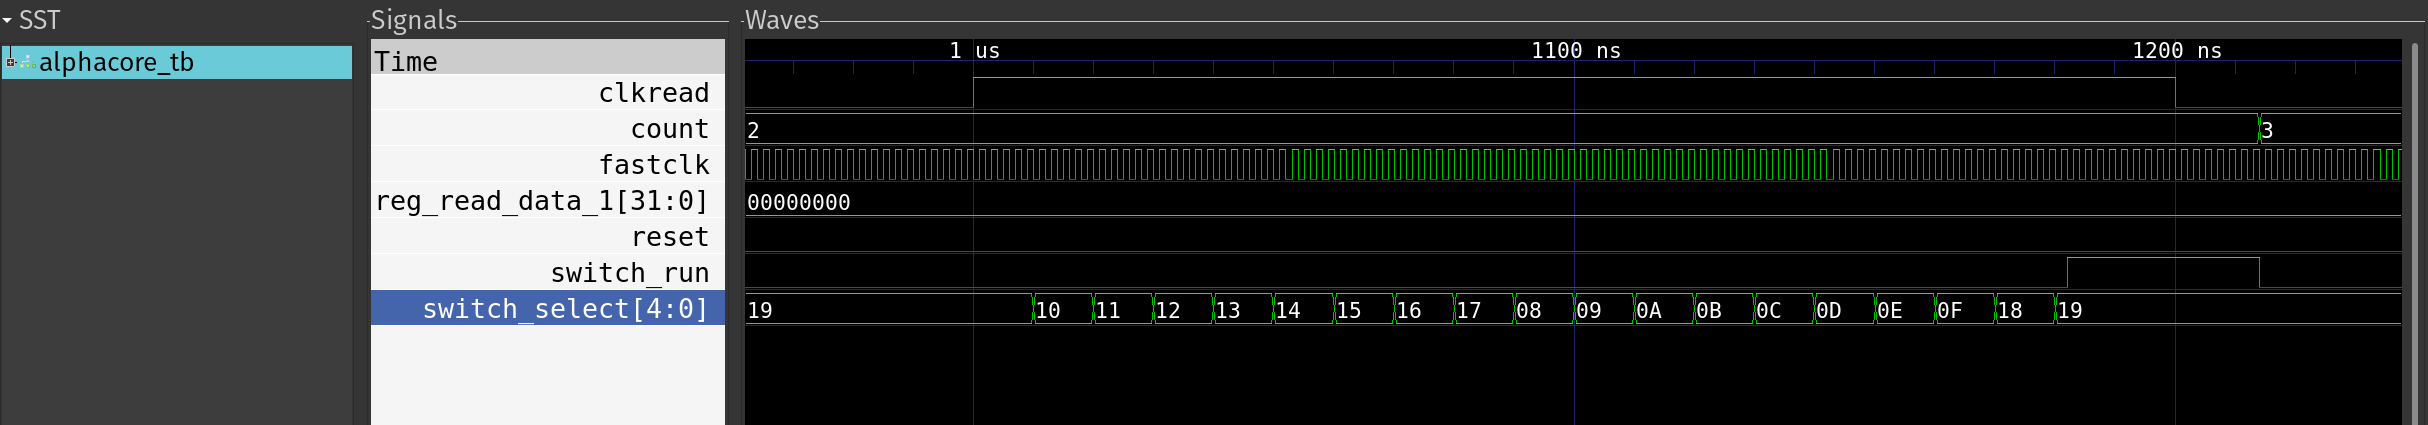 SST
Signals
Waves
alphacore_tb
Time
1 us
1100 ns
1200 ns
clkread
count
2
3
fastclk
reg_read_data_1[31:0]
00000000
reset
switch_run
switch_select[4:0]
19 10 11 12 13 14 15 16 17 08 09 0A 0B 0C 0D 0E 0F 18 19